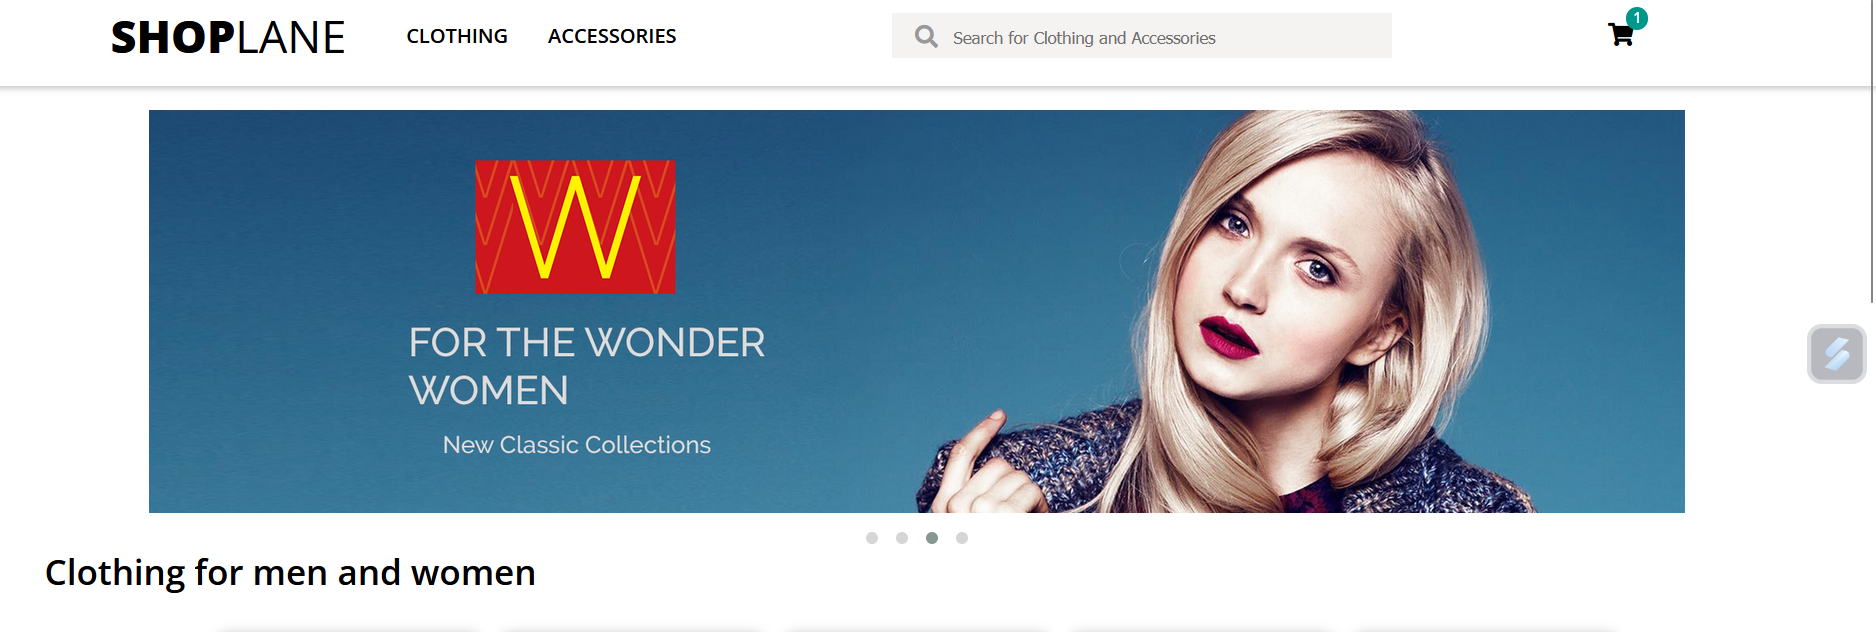 SHOPLANE
CLOTHING
ACCESSORIES
Search for Clothing and Accessories
1
W
FOR THE WONDER
WOMEN
New Classic Collections
Clothing for men and women